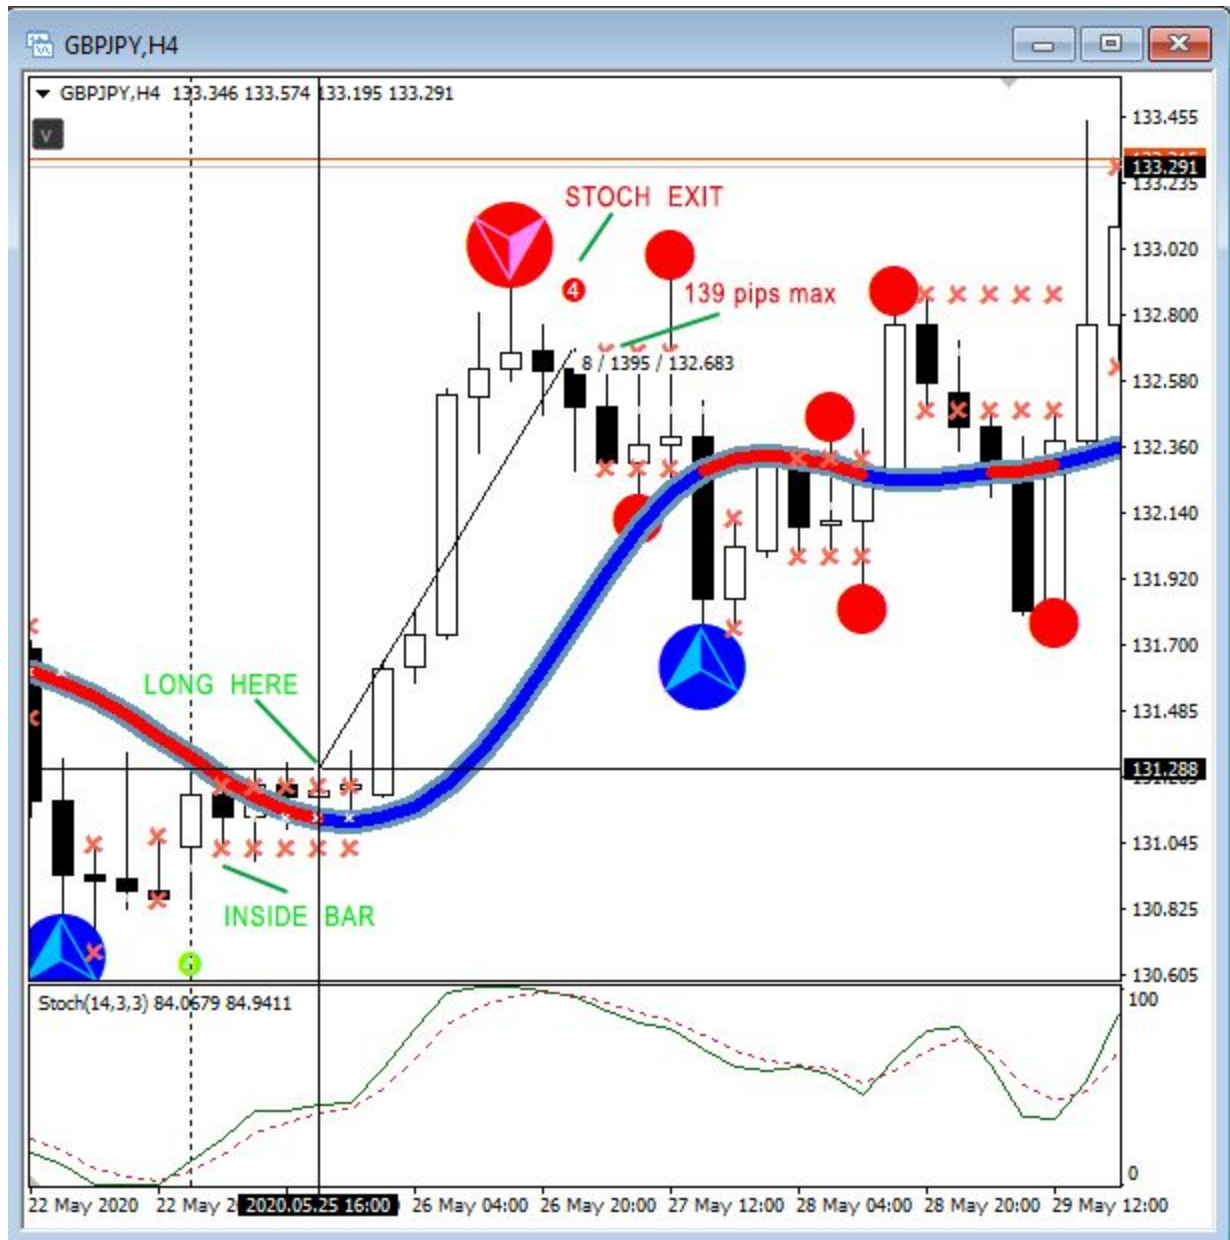 GBPJPY,H4
GBPJPY,H4 133.346 133.574 133.195 133.291
v
133.455
133.291
133.235
STOCH EXIT
133.020
4
139 pips max
132.800
8 / 1395 / 132.683
132.580
132.360
132.140
131.920
131.700
LONG HERE
131.485
131.288
131.045
INSIDE BAR
130.825
130.605
Stoch(14,3,3) 84.0679 84.9411
100
0
22 May 2020 22 May 2020.05.25 16:00 26 May 04:00 26 May 20:00 27 May 12:00 28 May 04:00 28 May 20:00 29 May 12:00